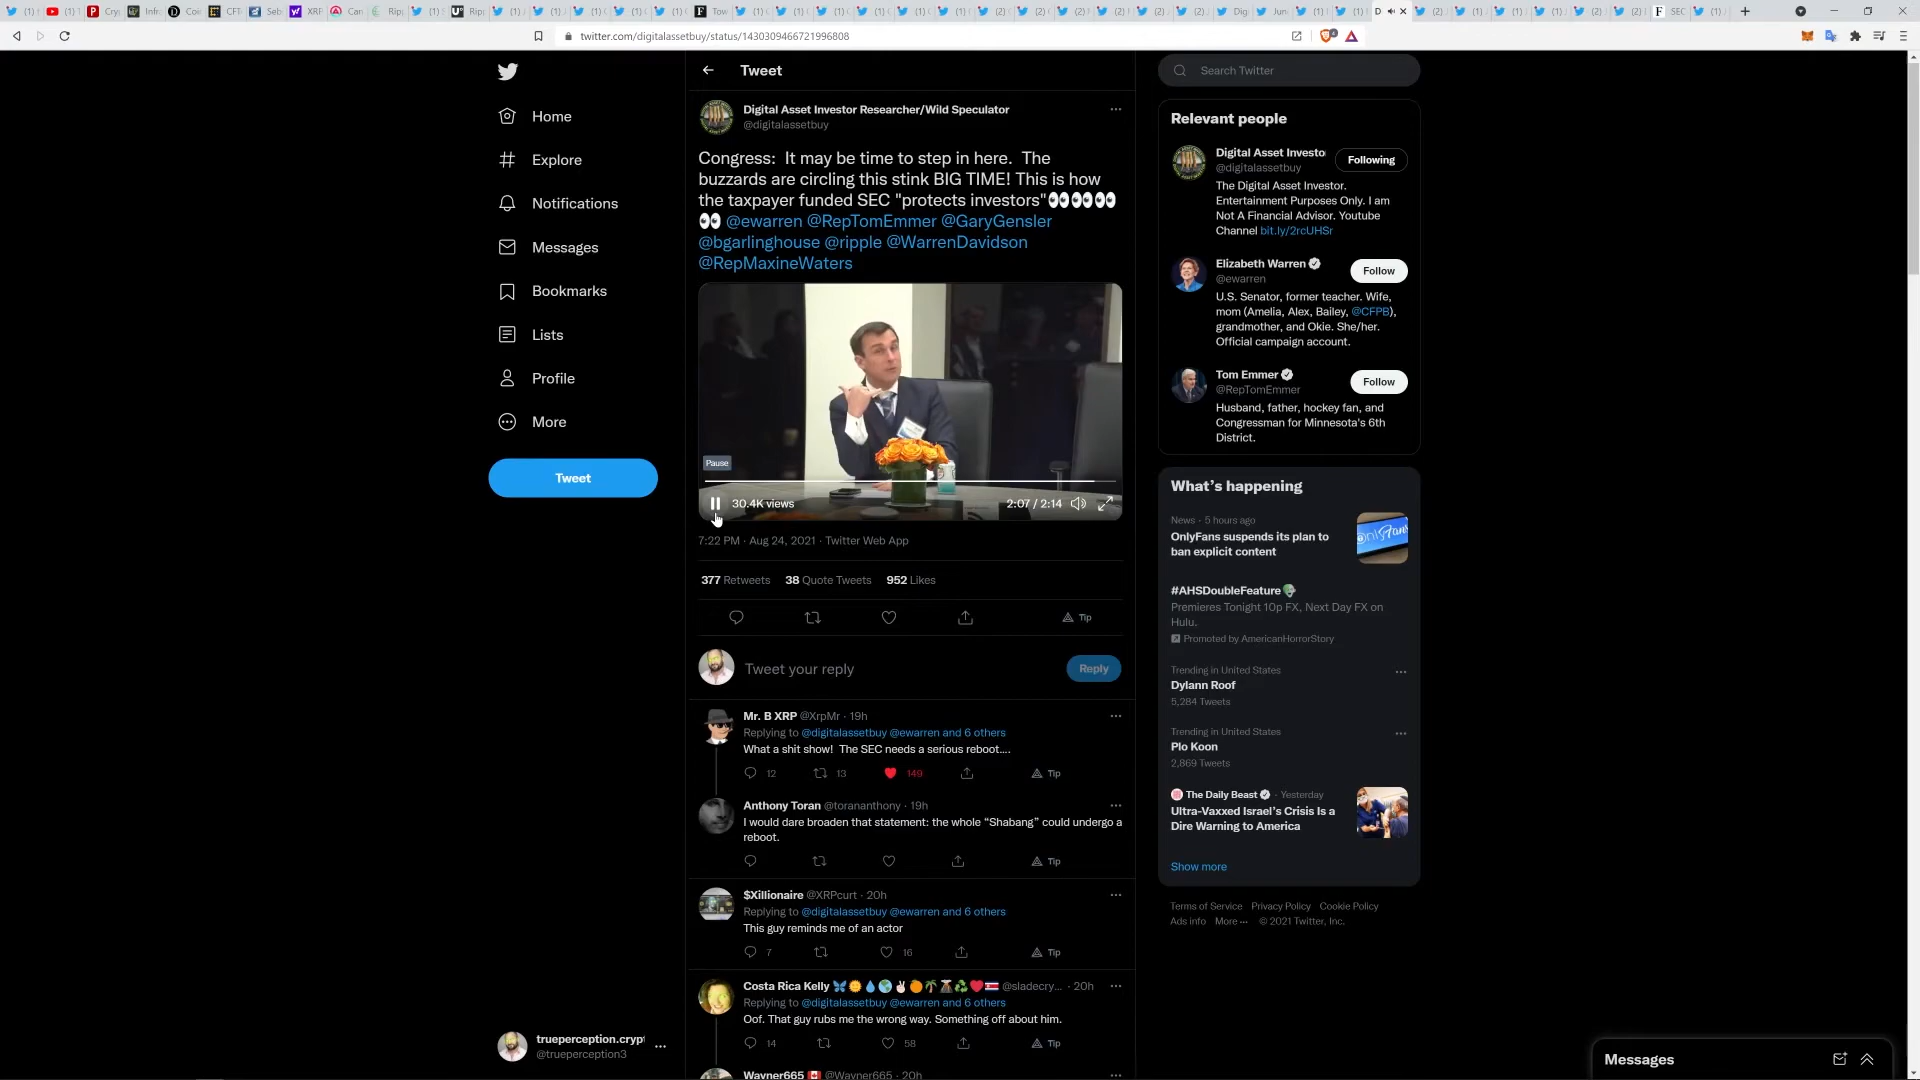 twitter.com/digitalassetbuy/status/1430309466721996808
Home
Explore
Notifications
Messages
Bookmarks
Lists
Profile
More
Tweet
trueperception.crypt
@trueperception3
Tweet
Digital Asset Investor Researcher/Wild Speculator
@digitalassetbuy
Congress:  It may be time to step in here.  The
buzzards are circling this stink BIG TIME! This is how
the taxpayer funded SEC "protects investors"👀👀👀👀👀
👀 @ewarren @RepTomEmmer @GaryGensler
@bgarlinghouse @ripple @WarrenDavidson
@RepMaxineWaters
Pause
30.4K views
2:07 / 2:14
7:22 PM · Aug 24, 2021 · Twitter Web App
377 Retweets 38 Quote Tweets 952 Likes
Tip
Tweet your reply
Reply
Mr. B XRP @XrpMr · 19h
Replying to @digitalassetbuy @ewarren and 6 others
What a shit show!  The SEC needs a serious reboot....
12 13 149 Tip
Anthony Toran @torananthony · 19h
I would dare broaden that statement: the whole “Shabang” could undergo a
reboot.
Tip
$Xillionaire @XRPcurt · 20h
Replying to @digitalassetbuy @ewarren and 6 others
This guy reminds me of an actor
7 16 Tip
Costa Rica Kelly @sladecry... · 20h
Replying to @digitalassetbuy @ewarren and 6 others
Oof. That guy rubs me the wrong way. Something off about him.
14 58 Tip
Wayner665 🇨🇦 @Wayner665 · 20h
Search Twitter
Relevant people
Digital Asset Investo
@digitalassetbuy
Following
The Digital Asset Investor.
Entertainment Purposes Only. I am
Not A Financial Advisor. Youtube
Channel bit.ly/2rcUHSr
Elizabeth Warren
@ewarren
Follow
U.S. Senator, former teacher. Wife,
mom (Amelia, Alex, Bailey, @CFPB),
grandmother, and Okie. She/her.
Official campaign account.
Tom Emmer
@RepTomEmmer
Follow
Husband, father, hockey fan, and
Congressman for Minnesota's 6th
District.
What's happening
News · 5 hours ago
OnlyFans suspends its plan to
ban explicit content
#AHSDoubleFeature
Premieres Tonight 10p FX, Next Day FX on
Hulu.
Promoted by AmericanHorrorStory
Trending in United States
Dylann Roof
5,284 Tweets
Trending in United States
Plo Koon
2,869 Tweets
The Daily Beast · Yesterday
Ultra-Vaxxed Israel's Crisis Is a
Dire Warning to America
Show more
Terms of Service Privacy Policy Cookie Policy
Ads info More ··· © 2021 Twitter, Inc.
Messages